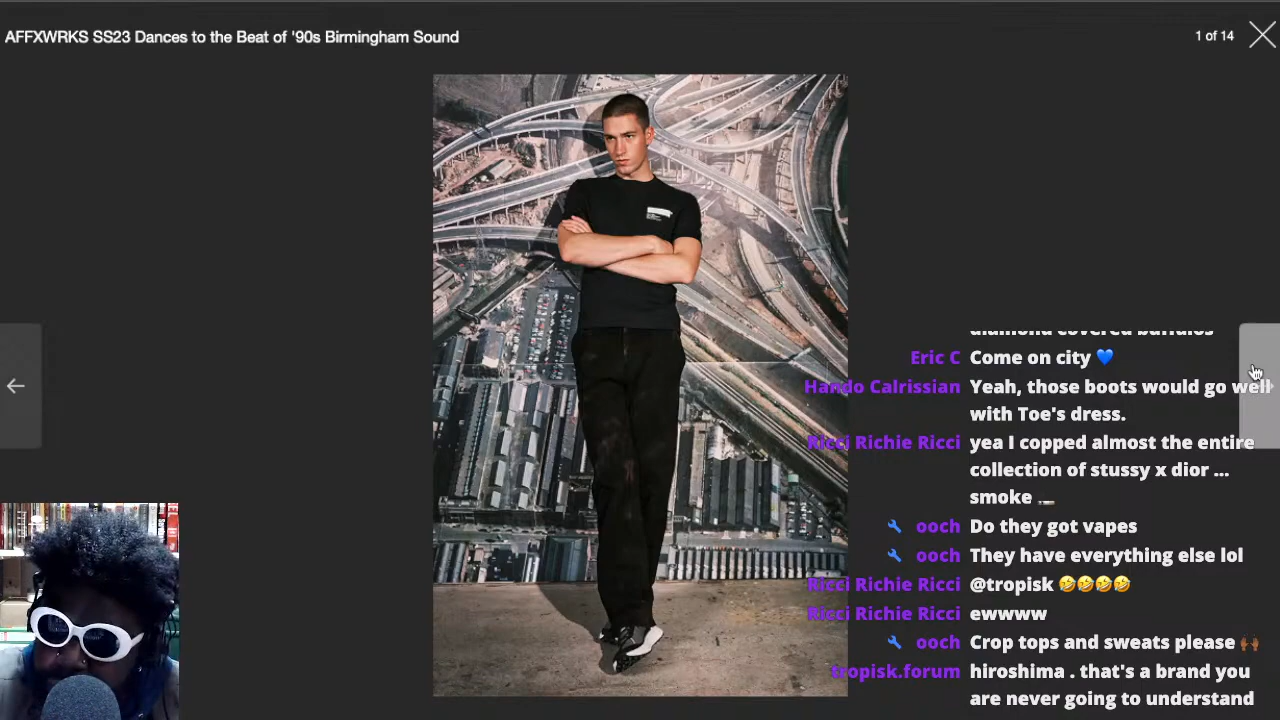 AFFXWRKS SS23 Dances to the Beat of '90s Birmingham Sound
1 of 14
diamond covered buffalos
Eric C Come on city 💙
Hando Calrissian Yeah, those boots would go well
with Toe's dress.
Ricci Richie Ricci yea I copped almost the entire
collection of stussy x dior ...
smoke 🚬
ooch Do they got vapes
ooch They have everything else lol
Ricci Richie Ricci @tropisk 🤣🤣🤣🤣
Ricci Richie Ricci ewwww
ooch Crop tops and sweats please 🙌🏾
tropisk.forum hiroshima . that's a brand you
are never going to understand